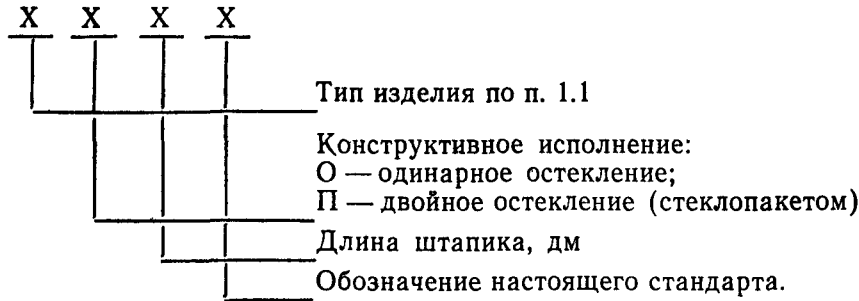 X X X X
Тип изделия по п. 1.1
Конструктивное исполнение:
О — одинарное остекление;
П — двойное остекление (стеклопакетом)
Длина штапика, дм
Обозначение настоящего стандарта.